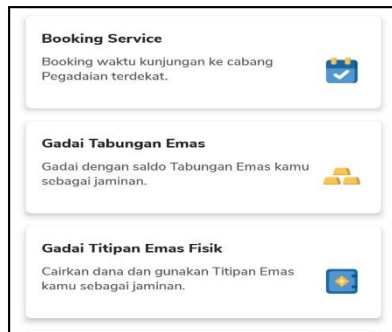 Booking Service
Booking waktu kunjungan ke cabang
Pegadaian terdekat.
Gadai Tabungan Emas
Gadai dengan saldo Tabungan Emas kamu
sebagai jaminan.
Gadai Titipan Emas Fisik
Cairkan dana dan gunakan Titipan Emas
kamu sebagai jaminan.